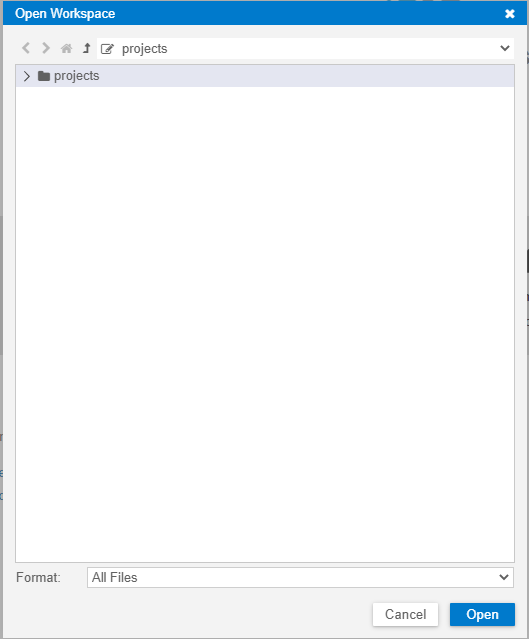 Open Workspace
projects
projects
Format:
All Files
Cancel
Open